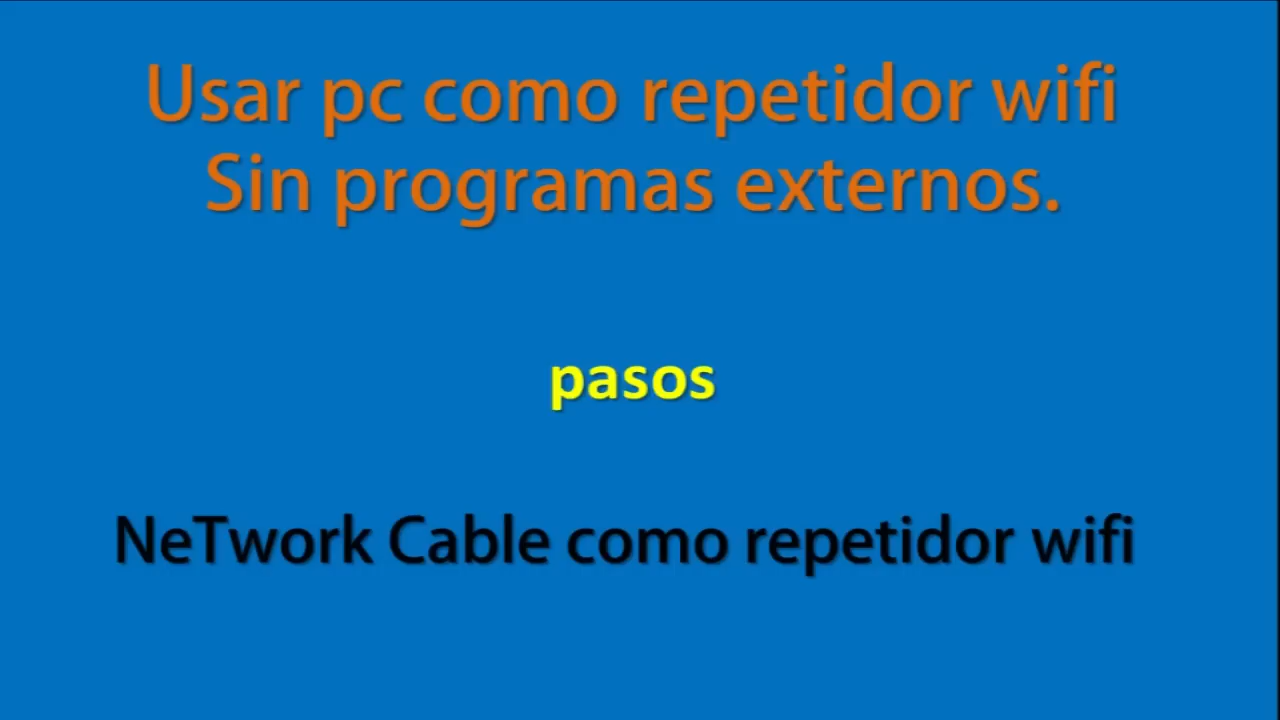 Usar pc como repetidor wifi
Sin programas externos.
pasos
NeTwork Cable como repetidor wifi